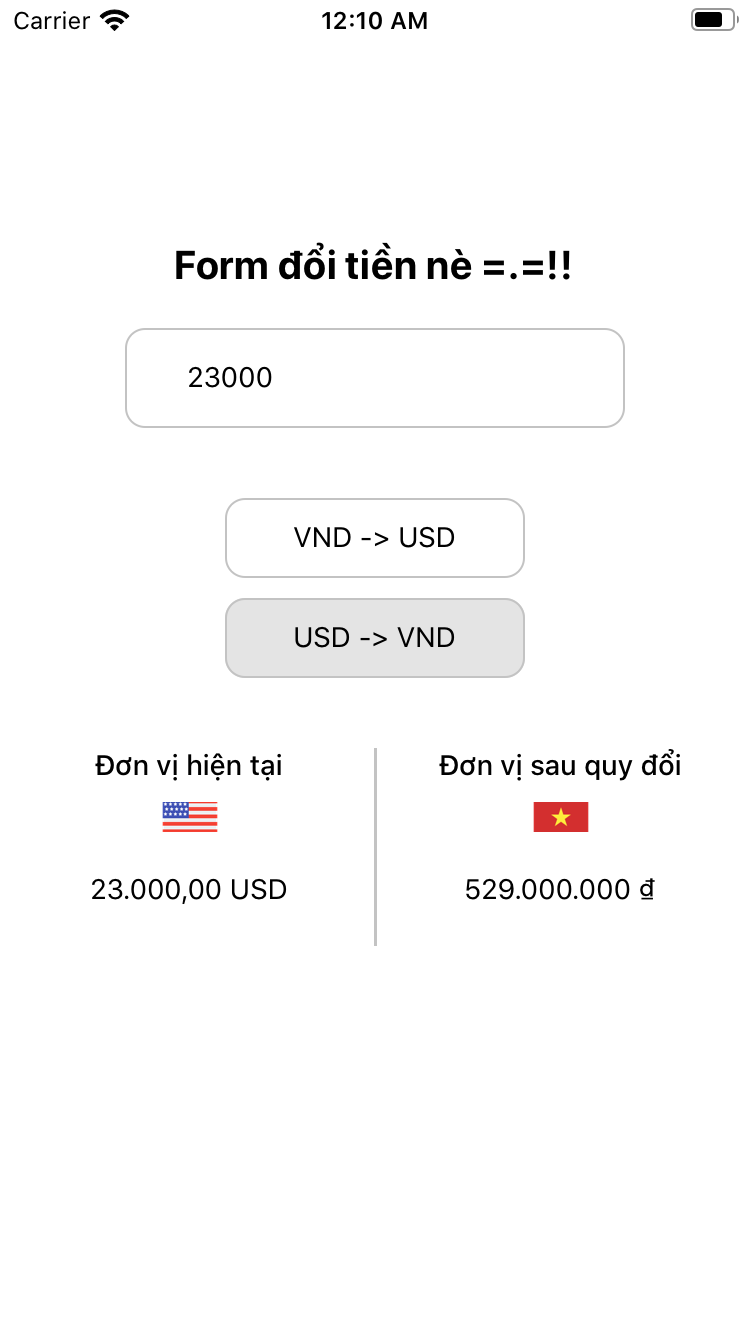 Carrier 12:10 AM
Form đổi tiền nè =.=!!
23000
VND -> USD
USD -> VND
Đơn vị hiện tại
23.000,00 USD
Đơn vị sau quy đổi
529.000.000 ₫